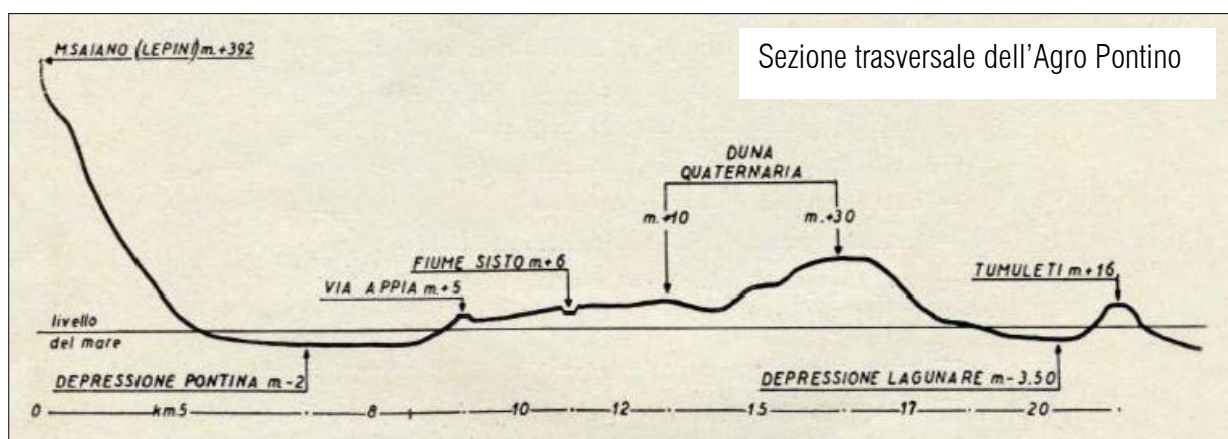 M.SAIANO (LEPINI) m.+392
Sezione trasversale dell'Agro Pontino
DUNA
QUATERNARIA
m.+10
m.+30
FIUME SISTO m.+6
VIA APPIA m.+5
TUMULETI m+16
livello
del mare
DEPRESSIONE PONTINA m.-2
DEPRESSIONE LAGUNARE m-3.50
0 km5 8 10 12 15 17 20